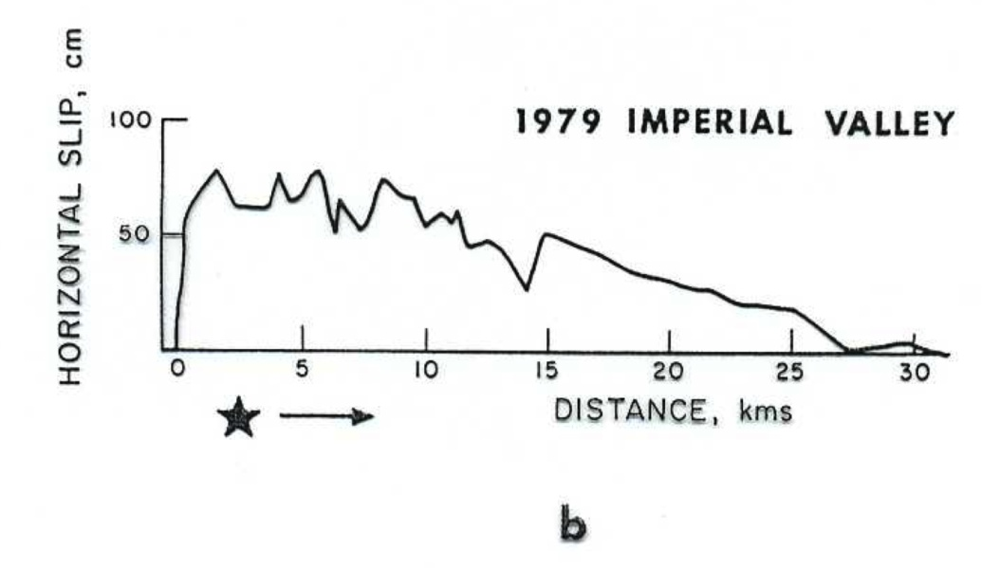 1979 IMPERIAL VALLEY
HORIZONTAL SLIP, cm
100
50
0 5 10 15 20 25 30
DISTANCE, kms
b